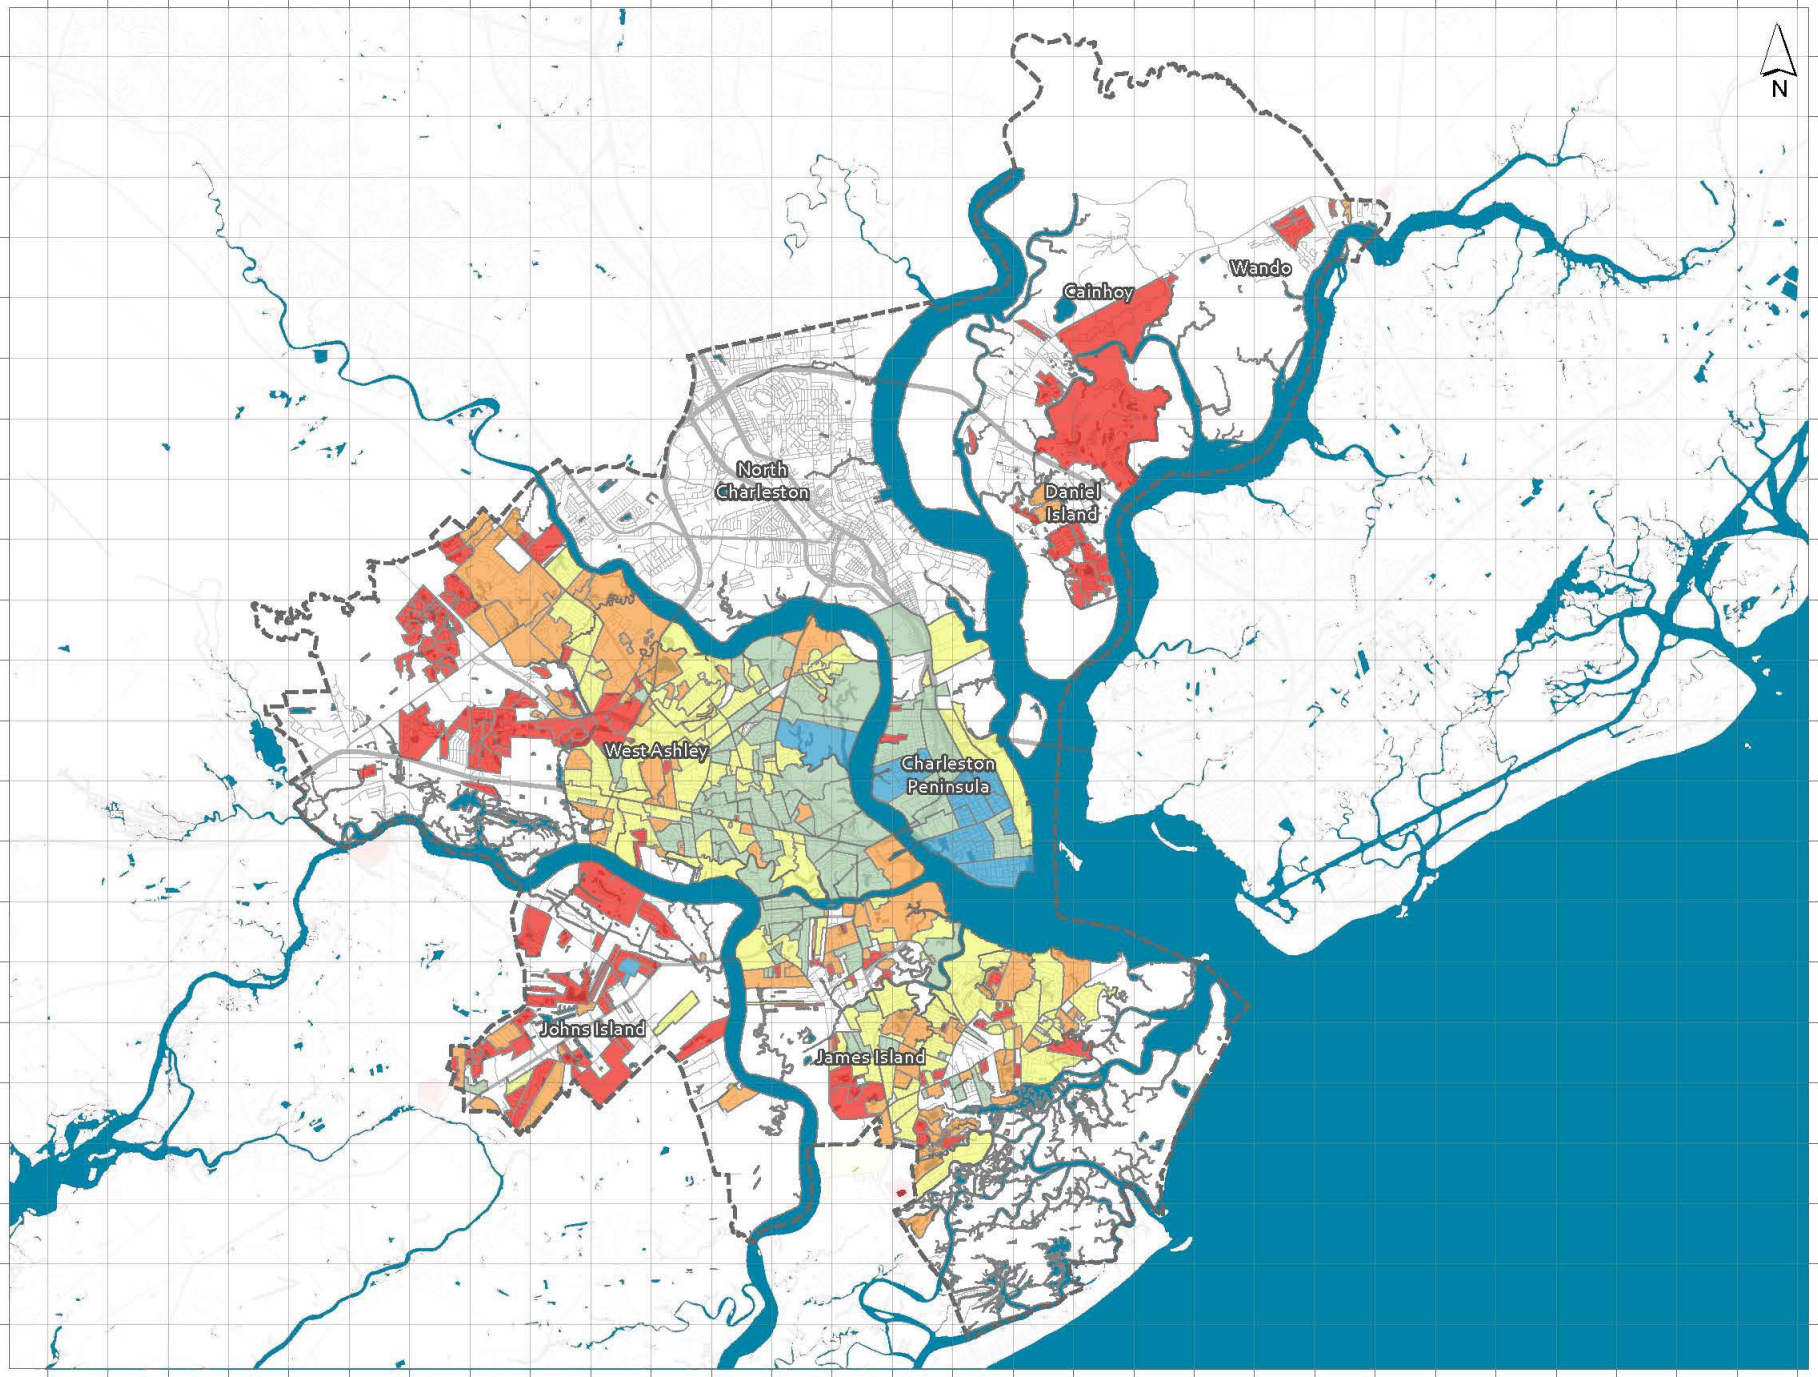 N
Wando
Cainhoy
North
Charleston
Daniel
Island
West Ashley
Charleston
Peninsula
Johns Island
James Island